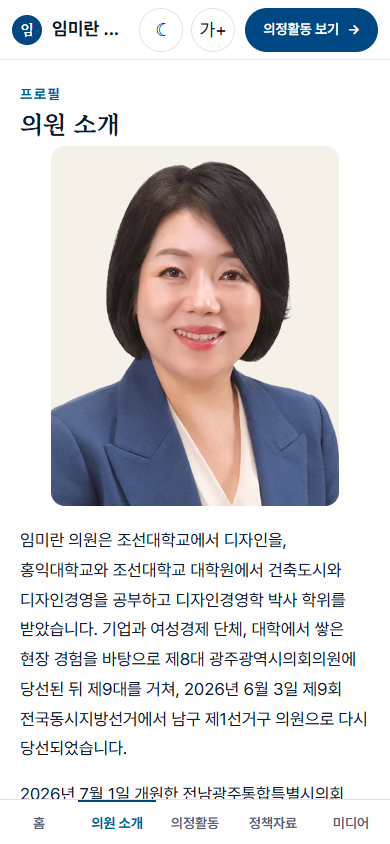 임
임미란 ...
가+
의정활동 보기 →
프로필
의원 소개
임미란 의원은 조선대학교에서 디자인을,
홍익대학교와 조선대학교 대학원에서 건축도시와
디자인경영을 공부하고 디자인경영학 박사 학위를
받았습니다. 기업과 여성경제 단체, 대학에서 쌓은
현장 경험을 바탕으로 제8대 광주광역시의회의원에
당선된 뒤 제9대를 거쳐, 2026년 6월 3일 제9회
전국동시지방선거에서 남구 제1선거구 의원으로 다시
당선되었습니다.
2026년 7월 1일 개원한 전남광주통합특별시의회
홈
의원 소개
의정활동
정책자료
미디어